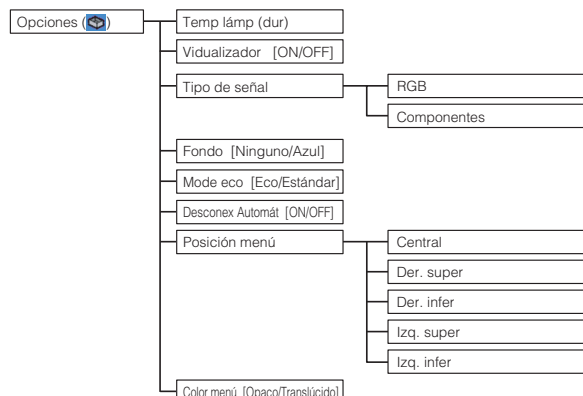 Opciones ( )
Temp lámp (dur)
Vidualizador [ON/OFF]
Tipo de señal
RGB
Componentes
Fondo [Ninguno/Azul]
Mode eco [Eco/Estándar]
Desconex Automát [ON/OFF]
Posición menú
Central
Der. super
Der. infer
Izq. super
Izq. infer
Color menú [Opaco/Translúcido]